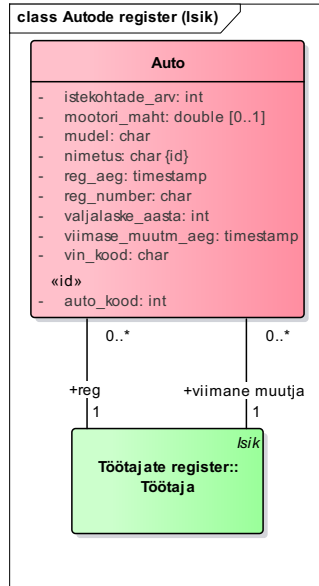 class Autode register (Isik)
Auto
- istekohtade_arv: int
- mootori_maht: double [0..1]
- mudel: char
- nimetus: char {id}
- reg_aeg: timestamp
- reg_number: char
- valjalaske_aasta: int
- viimase_muutm_aeg: timestamp
- vin_kood: char
«id»
- auto_kood: int
0..* 0..*
+reg +viimane muutja
1 1
Isik
Töötajate register::
Töötaja